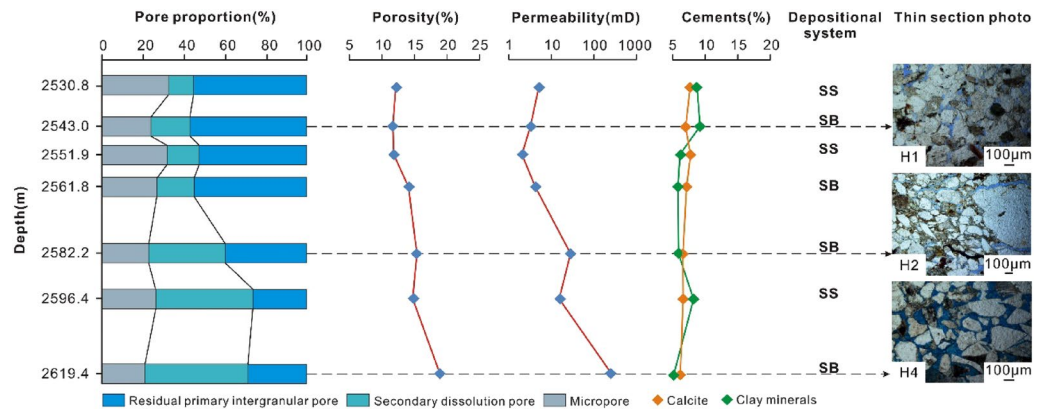 Pore proportion(%)
Porosity(%)
Permeability(mD)
Cements(%)
Depositional
system
Thin section photo
0 20 40 60 80 100
5 10 15 20 25
1 10 100 1000
5 10 15 20
Depth(m)
2530.8
SS
2543.0
SB
2551.9
SS
H1
100μm
2561.8
SB
2582.2
SB
H2
100μm
2596.4
SS
2619.4
SB
H4
100μm
Residual primary intergranular pore
Secondary dissolution pore
Micropore
Calcite
Clay minerals